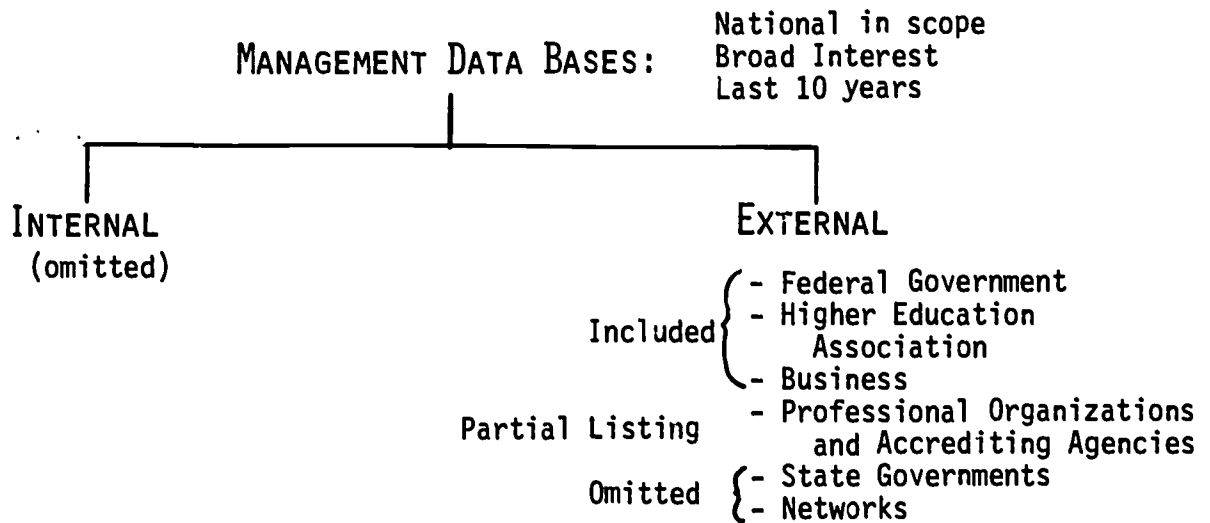 MANAGEMENT DATA BASES:
National in scope
Broad Interest
Last 10 years
INTERNAL
(omitted)
EXTERNAL
Included
- Federal Government
- Higher Education
Association
- Business
Partial Listing
- Professional Organizations
and Accrediting Agencies
Omitted
- State Governments
- Networks